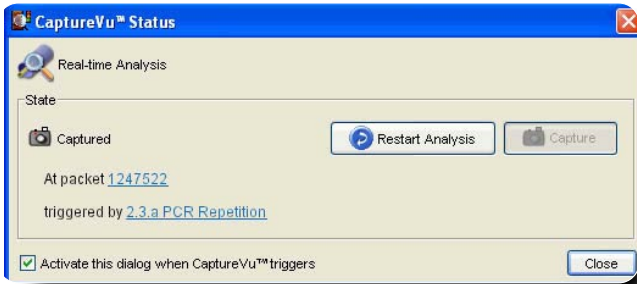 CaptureVu™ Status
Real-time Analysis
State
Captured
Restart Analysis
Capture
At packet 1247522
triggered by 2.3.a PCR Repetition
Activate this dialog when CaptureVu™ triggers
Close